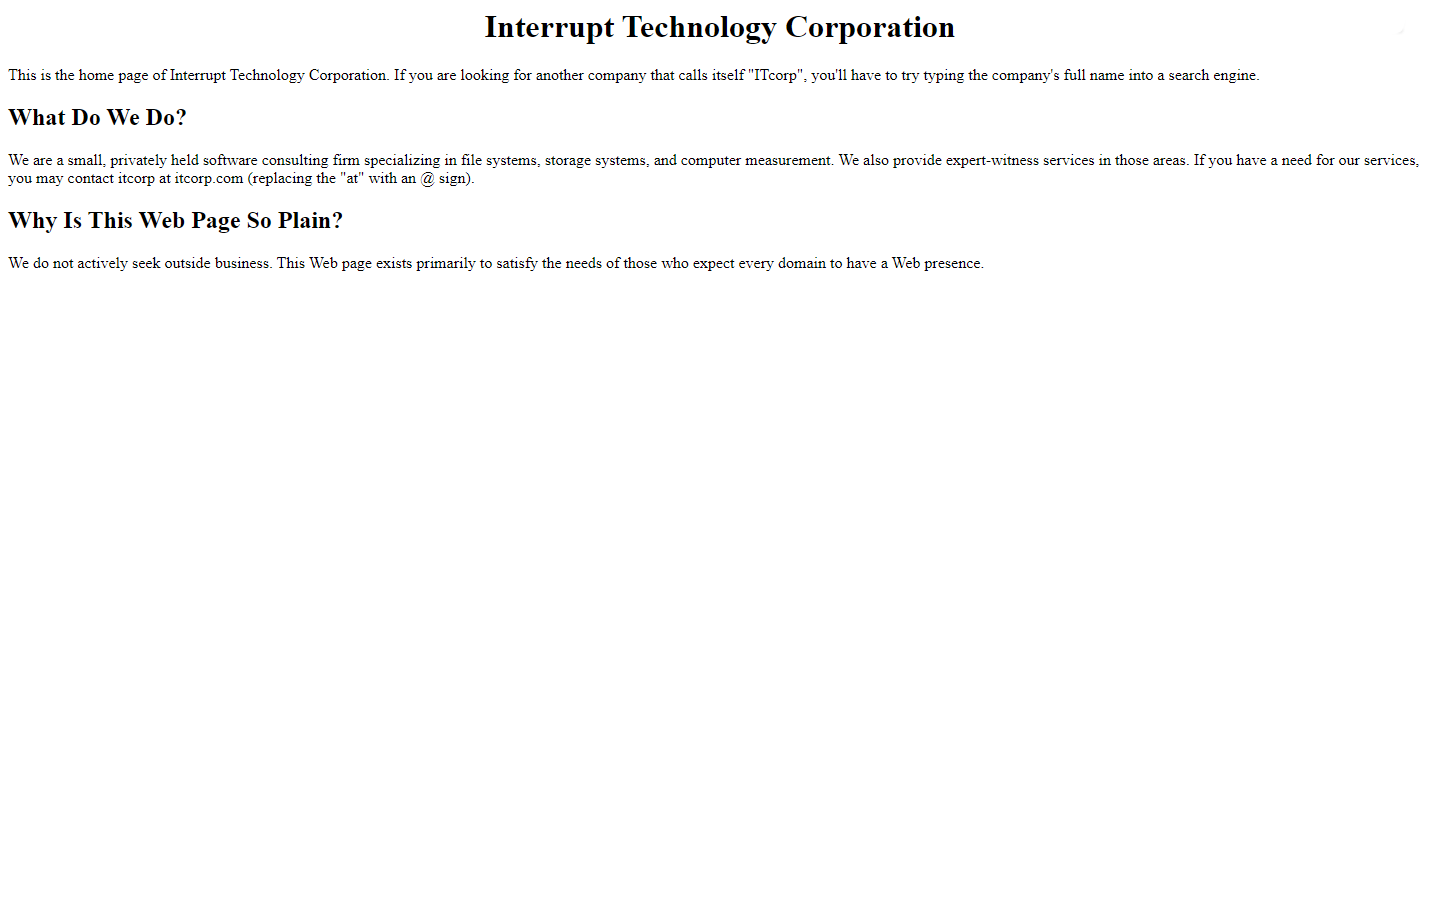 Interrupt Technology Corporation
This is the home page of Interrupt Technology Corporation. If you are looking for another company that calls itself "ITcorp", you'll have to try typing the company's full name into a search engine.
What Do We Do?
We are a small, privately held software consulting firm specializing in file systems, storage systems, and computer measurement. We also provide expert-witness services in those areas. If you have a need for our services,
you may contact itcorp at itcorp.com (replacing the "at" with an @ sign).
Why Is This Web Page So Plain?
We do not actively seek outside business. This Web page exists primarily to satisfy the needs of those who expect every domain to have a Web presence.